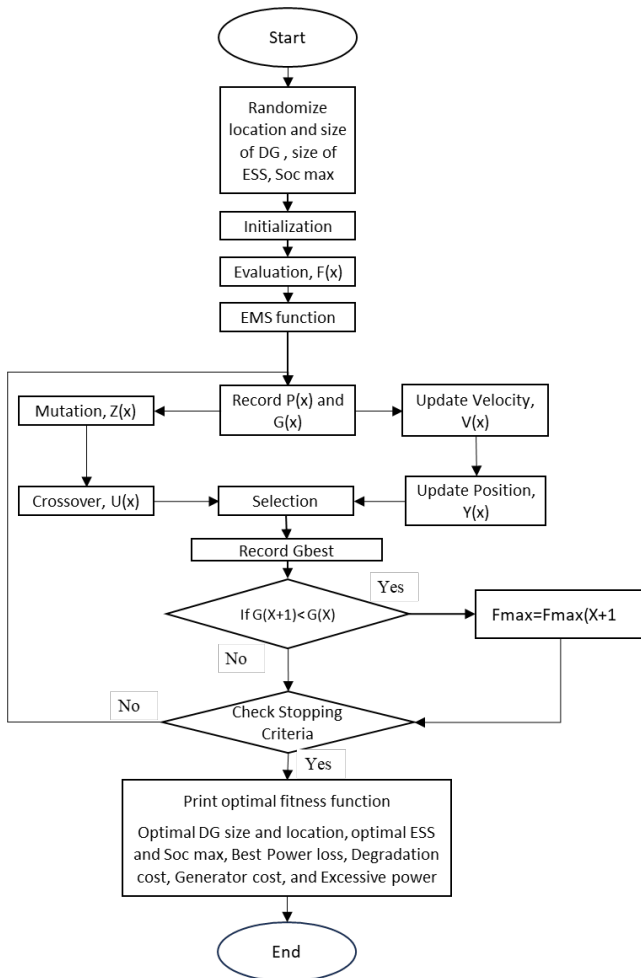 Start
Randomize
location and size
of DG , size of
ESS, Soc max
Initialization
Evaluation, F(x)
EMS function
Mutation, Z(x)
Record P(x) and
G(x)
Update Velocity,
V(x)
Crossover, U(x)
Selection
Update Position,
Y(x)
Record Gbest
Yes
If G(X+1)<G(X)
Fmax=Fmax(X+1
No
No
Check Stopping
Criteria
Yes
Print optimal fitness function
Optimal DG size and location, optimal ESS
and Soc max, Best Power loss, Degradation
cost, Generator cost, and Excessive power
End